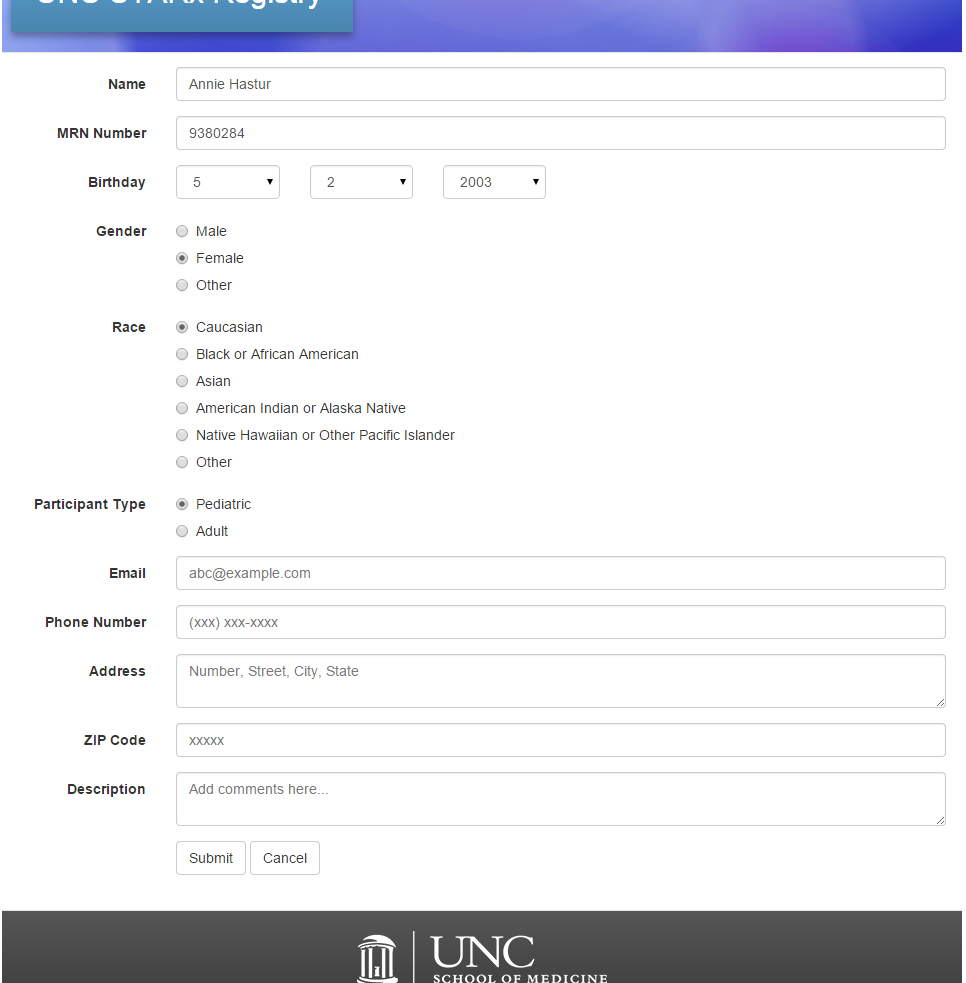 UNC STARx Registry
Name Annie Hastur
MRN Number 9380284
Birthday 5 2 2003
Gender Male
Female
Other
Race Caucasian
Black or African American
Asian
American Indian or Alaska Native
Native Hawaiian or Other Pacific Islander
Other
Participant Type Pediatric
Adult
Email abc@example.com
Phone Number (xxx) xxx-xxxx
Address Number, Street, City, State
ZIP Code xxxxx
Description Add comments here...
Submit Cancel
UNC
SCHOOL OF MEDICINE